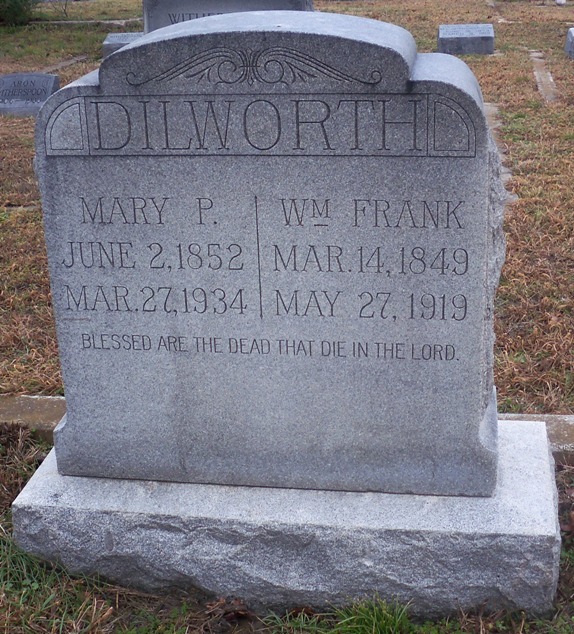 DILWORTH
MARY P.
JUNE 2, 1852
MAR. 27, 1934
WM FRANK
MAR. 14, 1849
MAY 27, 1919
BLESSED ARE THE DEAD THAT DIE IN THE LORD.